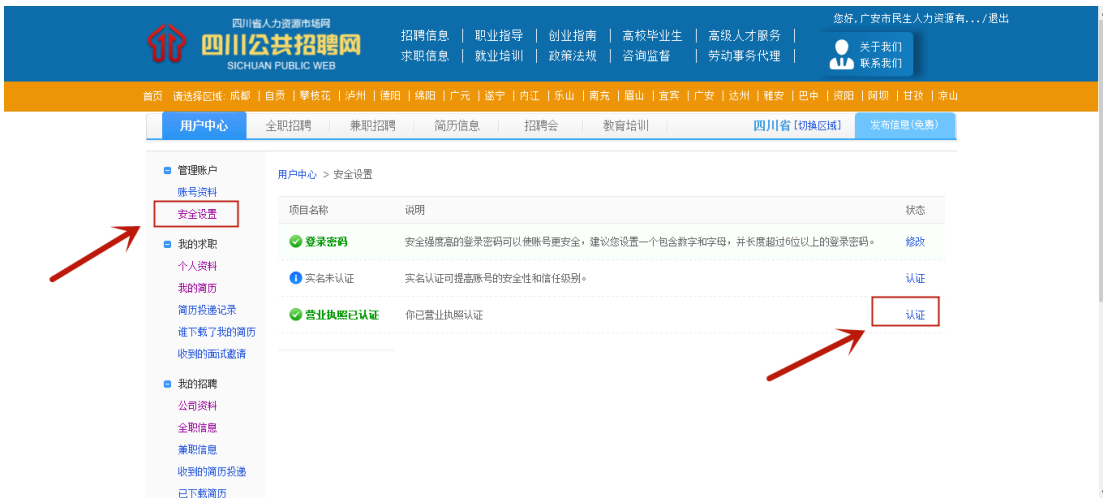 四川省人力资源市场网
四川公共招聘网
SICHUAN PUBLIC WEB
招聘信息 | 职业指导 | 创业指南 | 高校毕业生 | 高级人才服务 |
求职信息 | 就业培训 | 政策法规 | 咨询监督 | 劳动事务代理 |
您好,广安市民生人力资源有.../退出
关于我们
联系我们
首页 请选择区域: 成都 | 自贡 | 攀枝花 | 泸州 | 德阳 | 绵阳 | 广元 | 遂宁 | 内江 | 乐山 | 南充 | 眉山 | 宜宾 | 广安 | 达州 | 雅安 | 巴中 | 资阳 | 阿坝 | 甘孜 | 凉山
用户中心 全职招聘 兼职招聘 简历信息 招聘会 教育培训 四川省 [切换区域] 发布信息(免费)
管理账户
账号资料
安全设置
我的求职
个人资料
我的简历
简历投递记录
谁下载了我的简历
收到的面试邀请
我的招聘
公司资料
全职信息
兼职信息
收到的简历投递
已下载简历
用户中心 > 安全设置
项目名称 说明 状态
登录密码 安全强度高的登录密码可以使账号更安全，建议您设置一个包含数字和字母，并长度超过6位以上的登录密码。 修改
实名未认证 实名认证可提高账号的安全性和信任级别。 认证
营业执照已认证 你已营业执照认证 认证